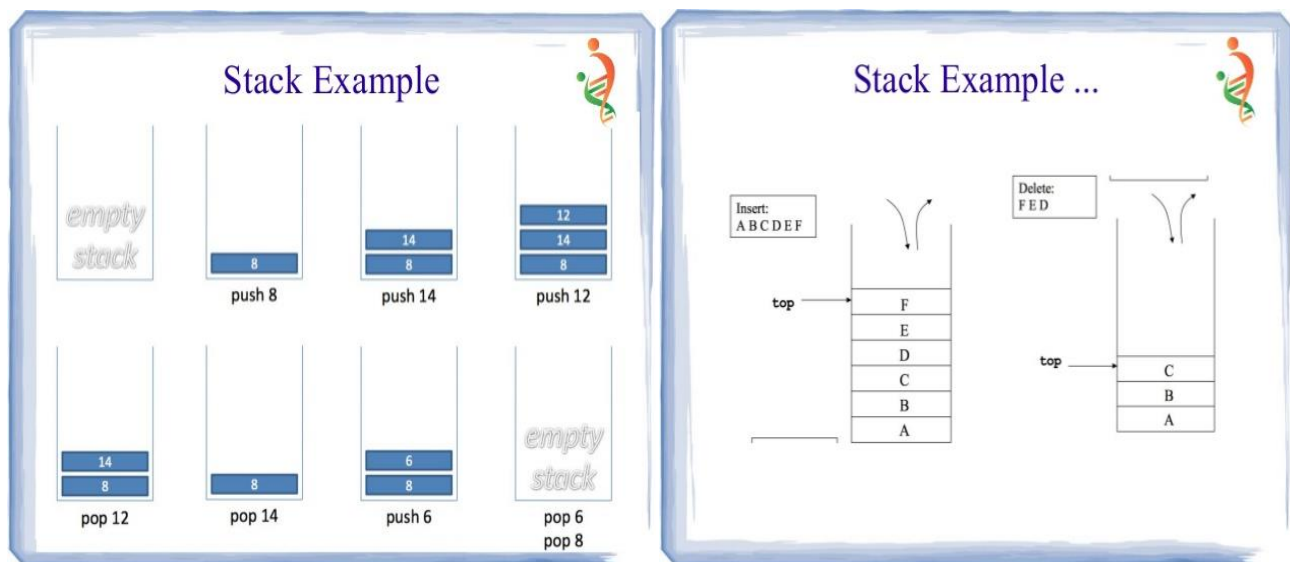 Stack Example
empty
stack
8
push 8
14
8
push 14
12
14
8
push 12
14
8
pop 12
8
pop 14
6
8
push 6
empty
stack
pop 6
pop 8
Stack Example ...
Insert:
A B C D E F
top
F
E
D
C
B
A
Delete:
F E D
top
C
B
A